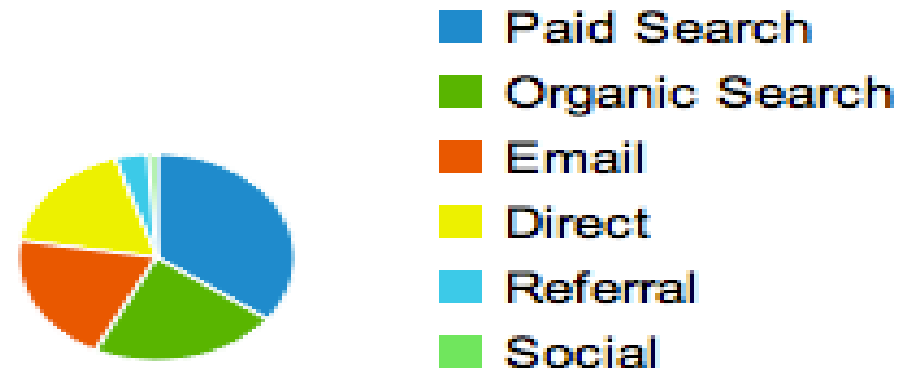 Paid Search
Organic Search
Email
Direct
Referral
Social